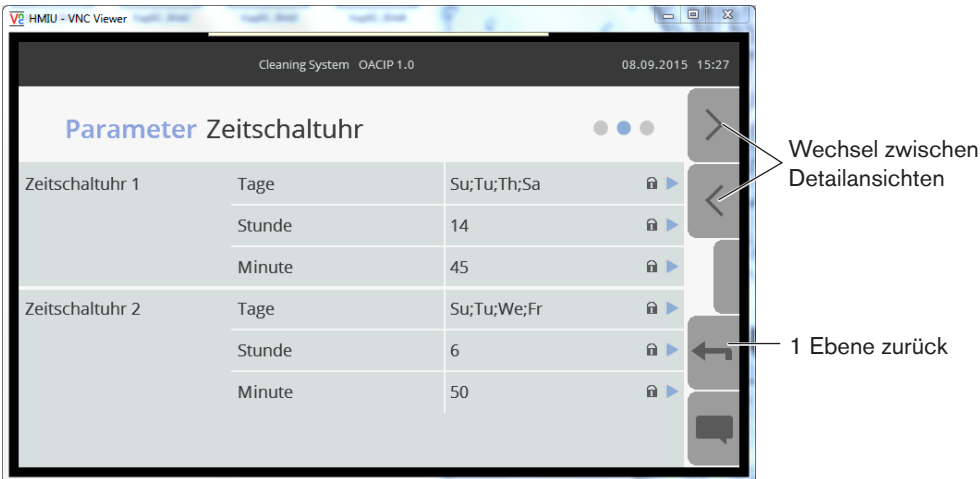 HMIU - VNC Viewer
Cleaning System OACIP 1.0 08.09.2015 15:27
Parameter Zeitschaltuhr
Zeitschaltuhr 1 Tage Su;Tu;Th;Sa
Stunde 14
Minute 45
Zeitschaltuhr 2 Tage Su;Tu;We;Fr
Stunde 6
Minute 50
Wechsel zwischen
Detailansichten
1 Ebene zurück